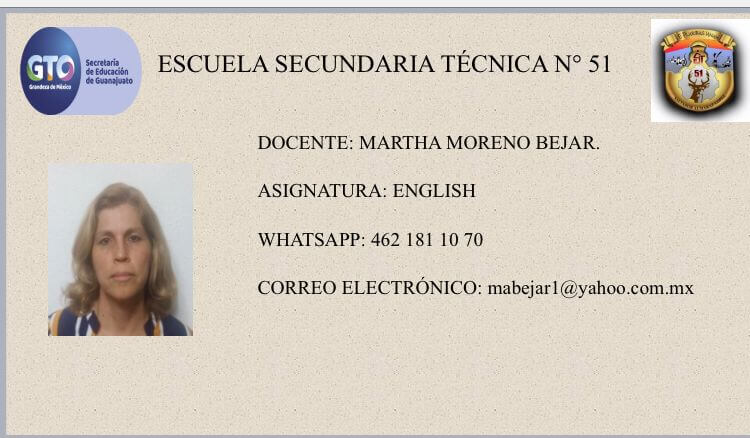 GTO
Grandeza de México
Secretaría
de Educación
de Guanajuato
ESCUELA SECUNDARIA TÉCNICA N° 51
51
DOCENTE: MARTHA MORENO BEJAR.
ASIGNATURA: ENGLISH
WHATSAPP: 462 181 10 70
CORREO ELECTRÓNICO: mabejar1@yahoo.com.mx